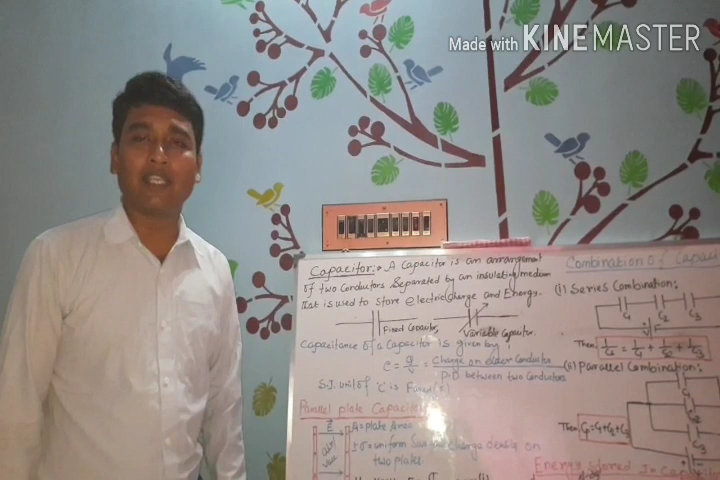 Made with KINEMASTER
Capacitor:- A Capacitor is an arrangement
of two Conductors Separated by an insulating medium
that is used to store electric charge and Energy.
Fixed Capacitor
Variable Capacitor.
Capacitance of a Capacitor is given by
C = q/V = Charge on either Conductor / P.D between two Conductors
S.I. unit of 'C' is Farad(F)
Parallel plate Capacitor
E
A = plate Area
± σ = uniform Surface charge density on
two plates.
Combination of Capaci
(i) Series Combination:
C₁ C₂ C₃
Then 1/Cs = 1/C₁ + 1/C₂ + 1/C₃
(ii) Parallel Combination:
Then Cp = C₁ + C₂ + C₃
C₃
Energy stored In Capacitor